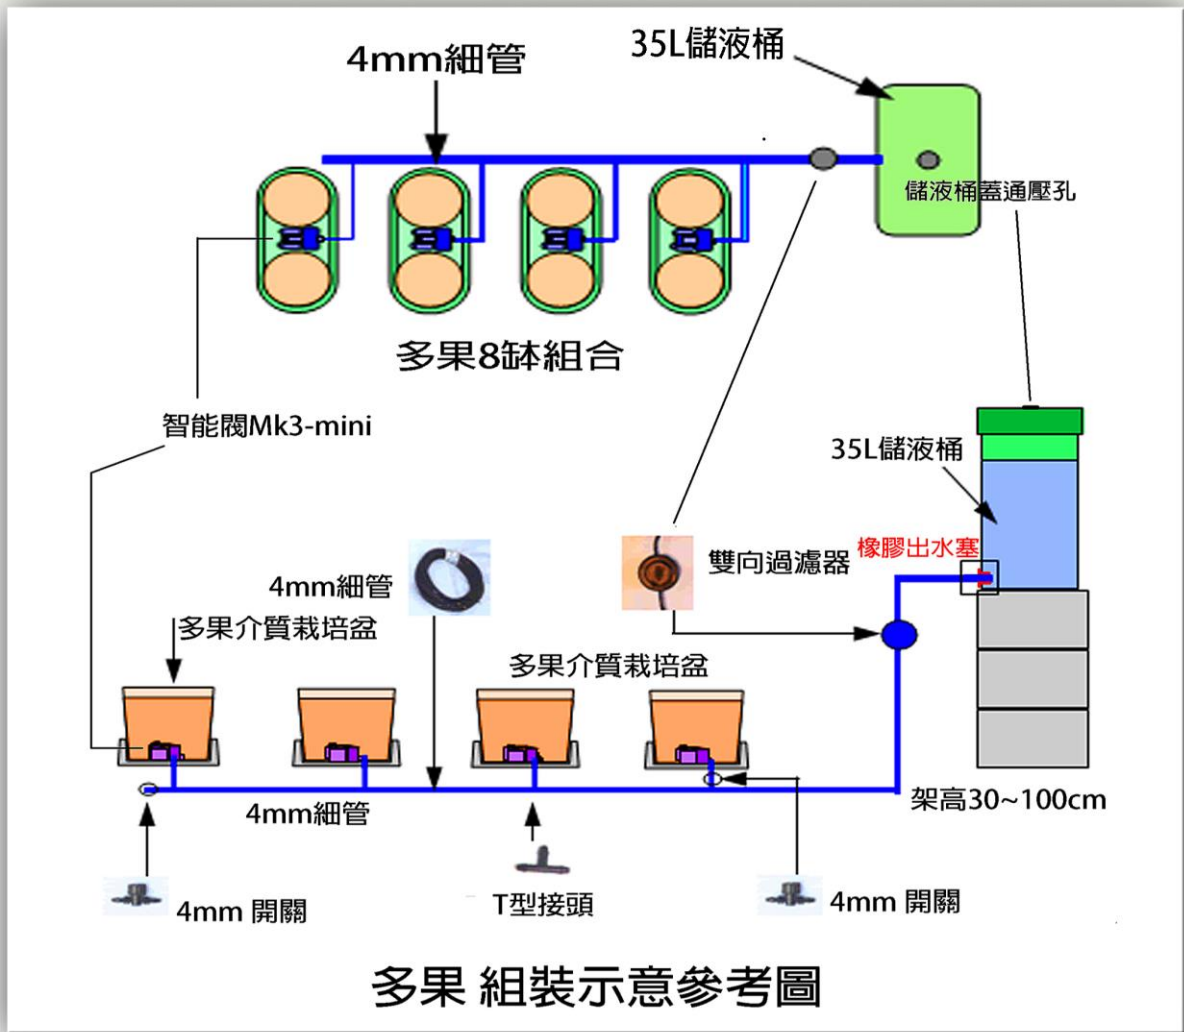 4mm細管
35L儲液桶
儲液桶蓋通壓孔
多果8缽組合
智能閥Mk3-mini
35L儲液桶
橡膠出水塞
雙向過濾器
4mm細管
多果介質栽培盆
多果介質栽培盆
4mm細管
架高30~100cm
4mm 開關
T型接頭
4mm 開關
多果 組裝示意參考圖